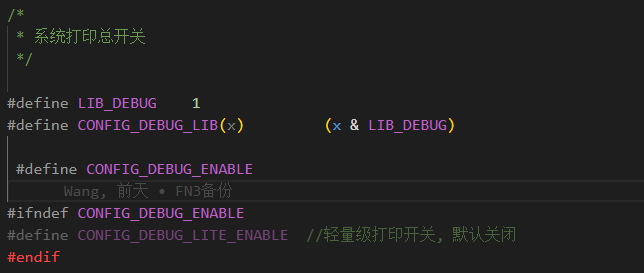 /*
* 系统打印总开关
*/
#define LIB_DEBUG 1
#define CONFIG_DEBUG_LIB(x) (x & LIB_DEBUG)
#define CONFIG_DEBUG_ENABLE
Wang, 前天 • FN3备份
#ifndef CONFIG_DEBUG_ENABLE
#define CONFIG_DEBUG_LITE_ENABLE //轻量级打印开关, 默认关闭
#endif